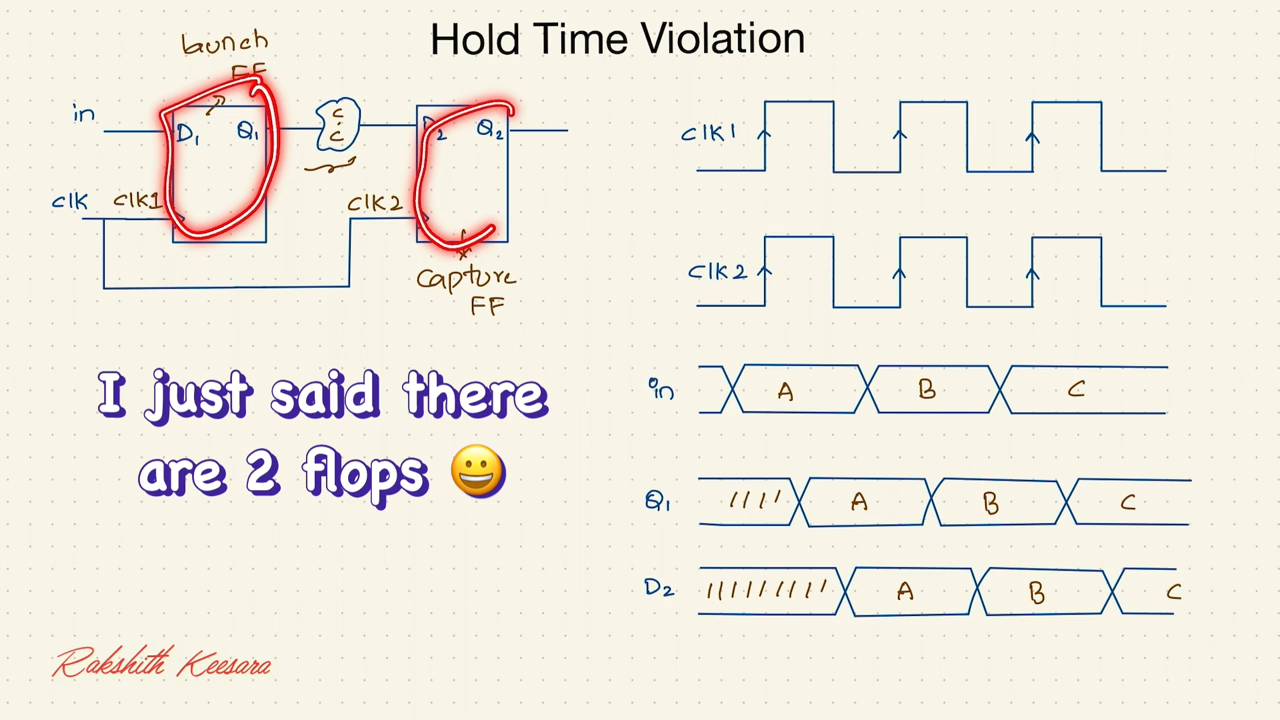 Hold Time Violation
launch
FF
in
D1
Q1
C.C
D2
Q2
clk
clk1
clk2
capture
FF
I just said there
are 2 flops 😀
Rakshith Keesara
clk1
clk2
in
A
B
C
Q1
A
B
C
D2
A
B
C